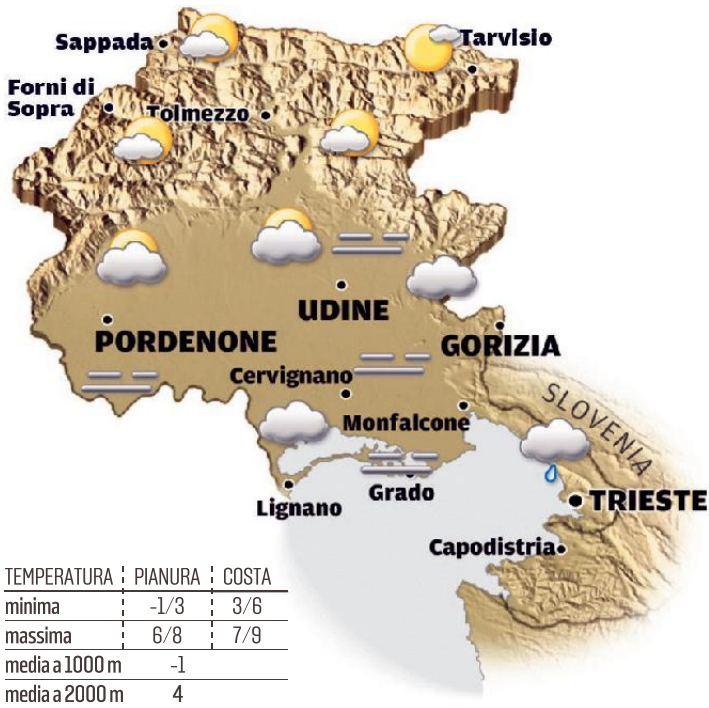 Sappada
Tarvisio
Forni di
Sopra
Tolmezzo
UDINE
PORDENONE
GORIZIA
Cervignano
SLOVENIA
Monfalcone
Grado
TRIESTE
Lignano
Capodistria
TEMPERATURA PIANURA COSTA
minima -1/3 3/6
massima 6/8 7/9
media a 1000 m -1
media a 2000 m 4